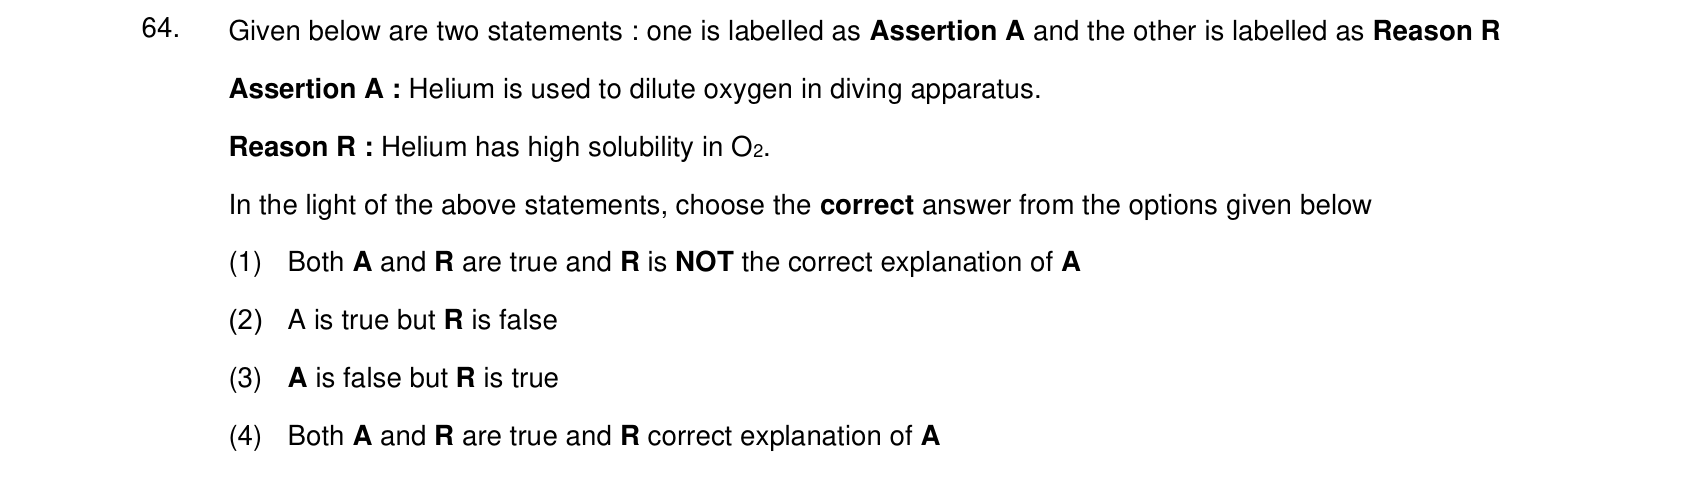 64. Given below are two statements : one is labelled as Assertion A and the other is labelled as Reason R
Assertion A : Helium is used to dilute oxygen in diving apparatus.
Reason R : Helium has high solubility in O₂.
In the light of the above statements, choose the correct answer from the options given below
(1) Both A and R are true and R is NOT the correct explanation of A
(2) A is true but R is false
(3) A is false but R is true
(4) Both A and R are true and R correct explanation of A